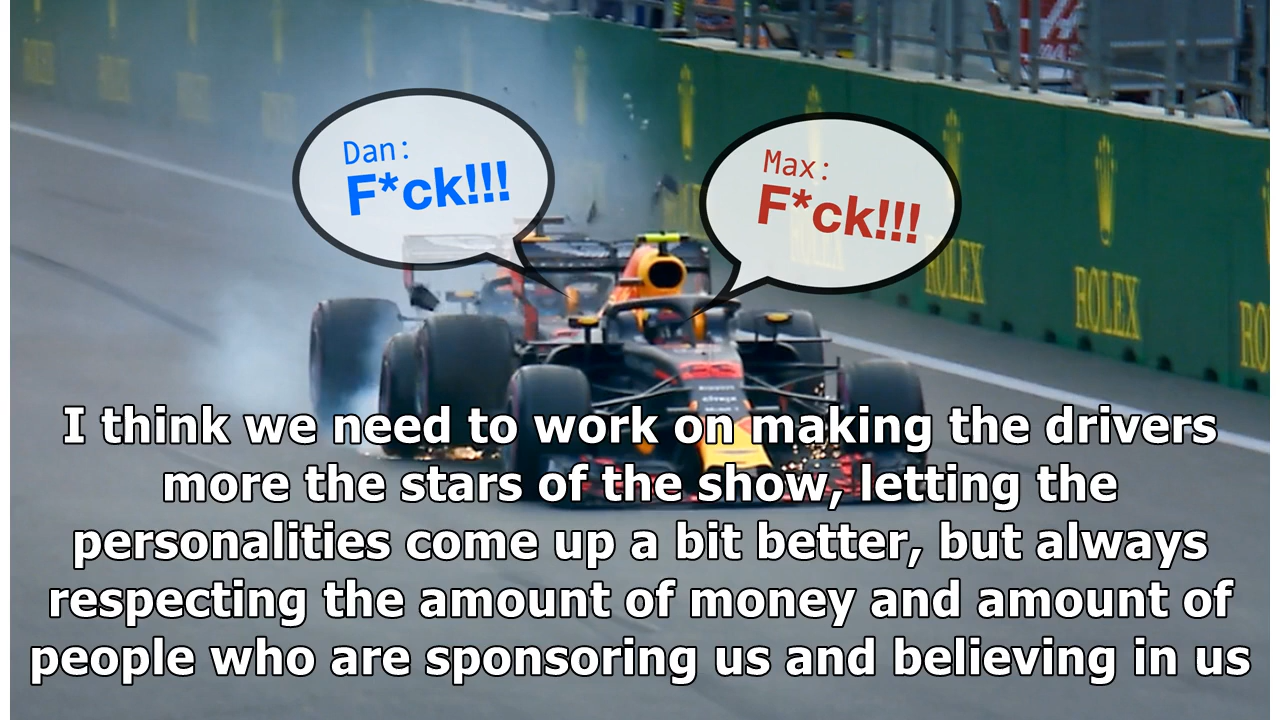 Dan:
F*ck!!!
Max:
F*ck!!!
ROLEX
ROLEX
ROLEX
I think we need to work on making the drivers
more the stars of the show, letting the
personalities come up a bit better, but always
respecting the amount of money and amount of
people who are sponsoring us and believing in us